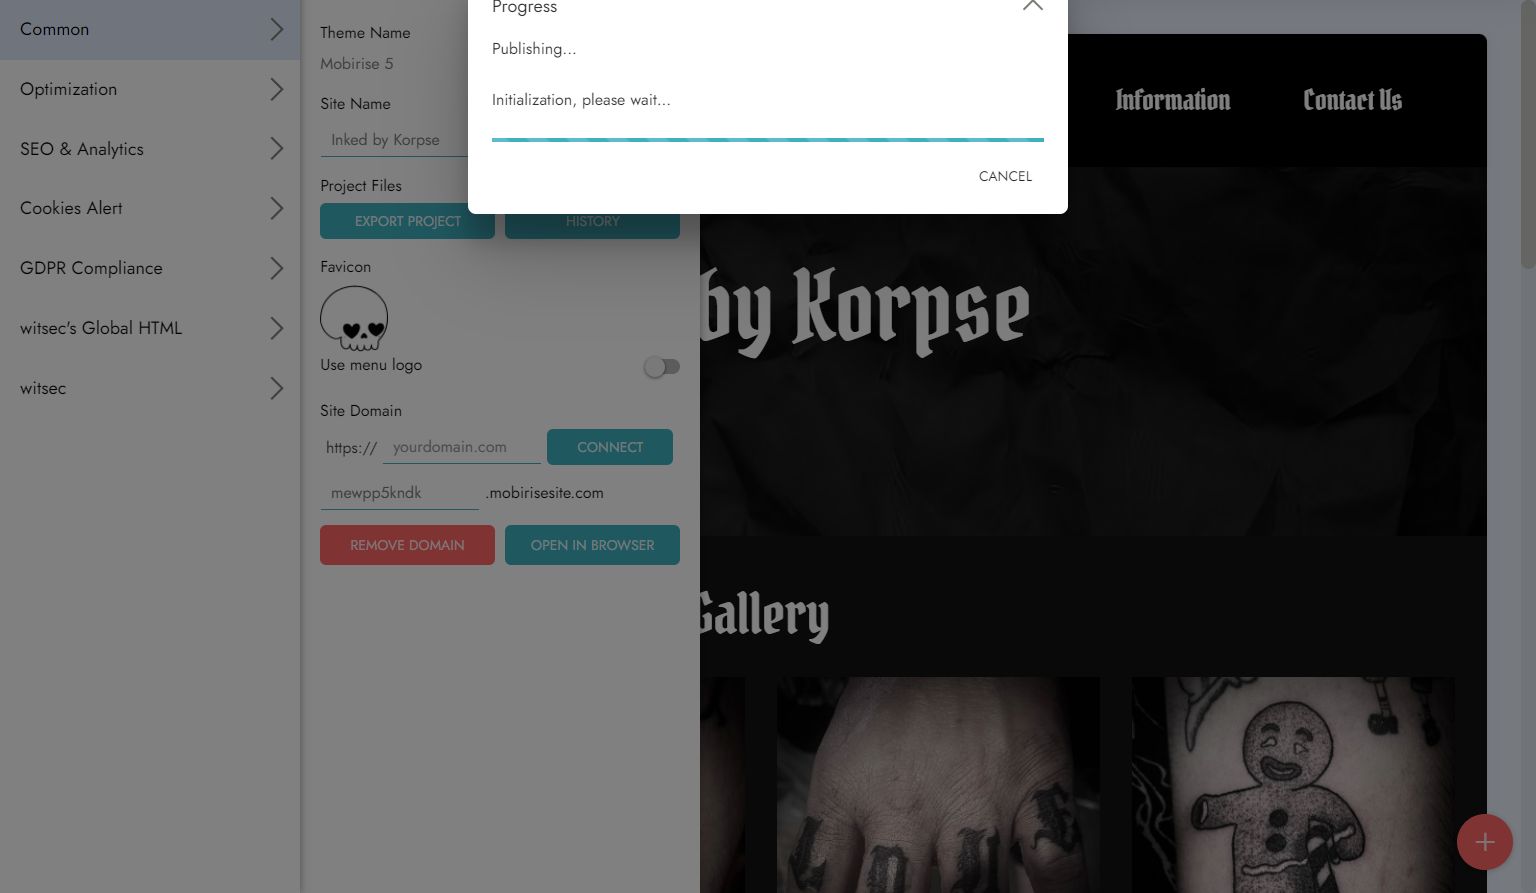 Common
Optimization
SEO & Analytics
Cookies Alert
GDPR Compliance
witsec's Global HTML
witsec
Theme Name
Mobirise 5
Site Name
Inked by Korpse
Project Files
EXPORT PROJECT
HISTORY
Favicon
Use menu logo
Site Domain
https://
yourdomain.com
CONNECT
mewpp5kndk
.mobirisesite.com
REMOVE DOMAIN
OPEN IN BROWSER
Progress
Publishing...
Initialization, please wait...
CANCEL
Information
Contact Us
by Korpse
Gallery